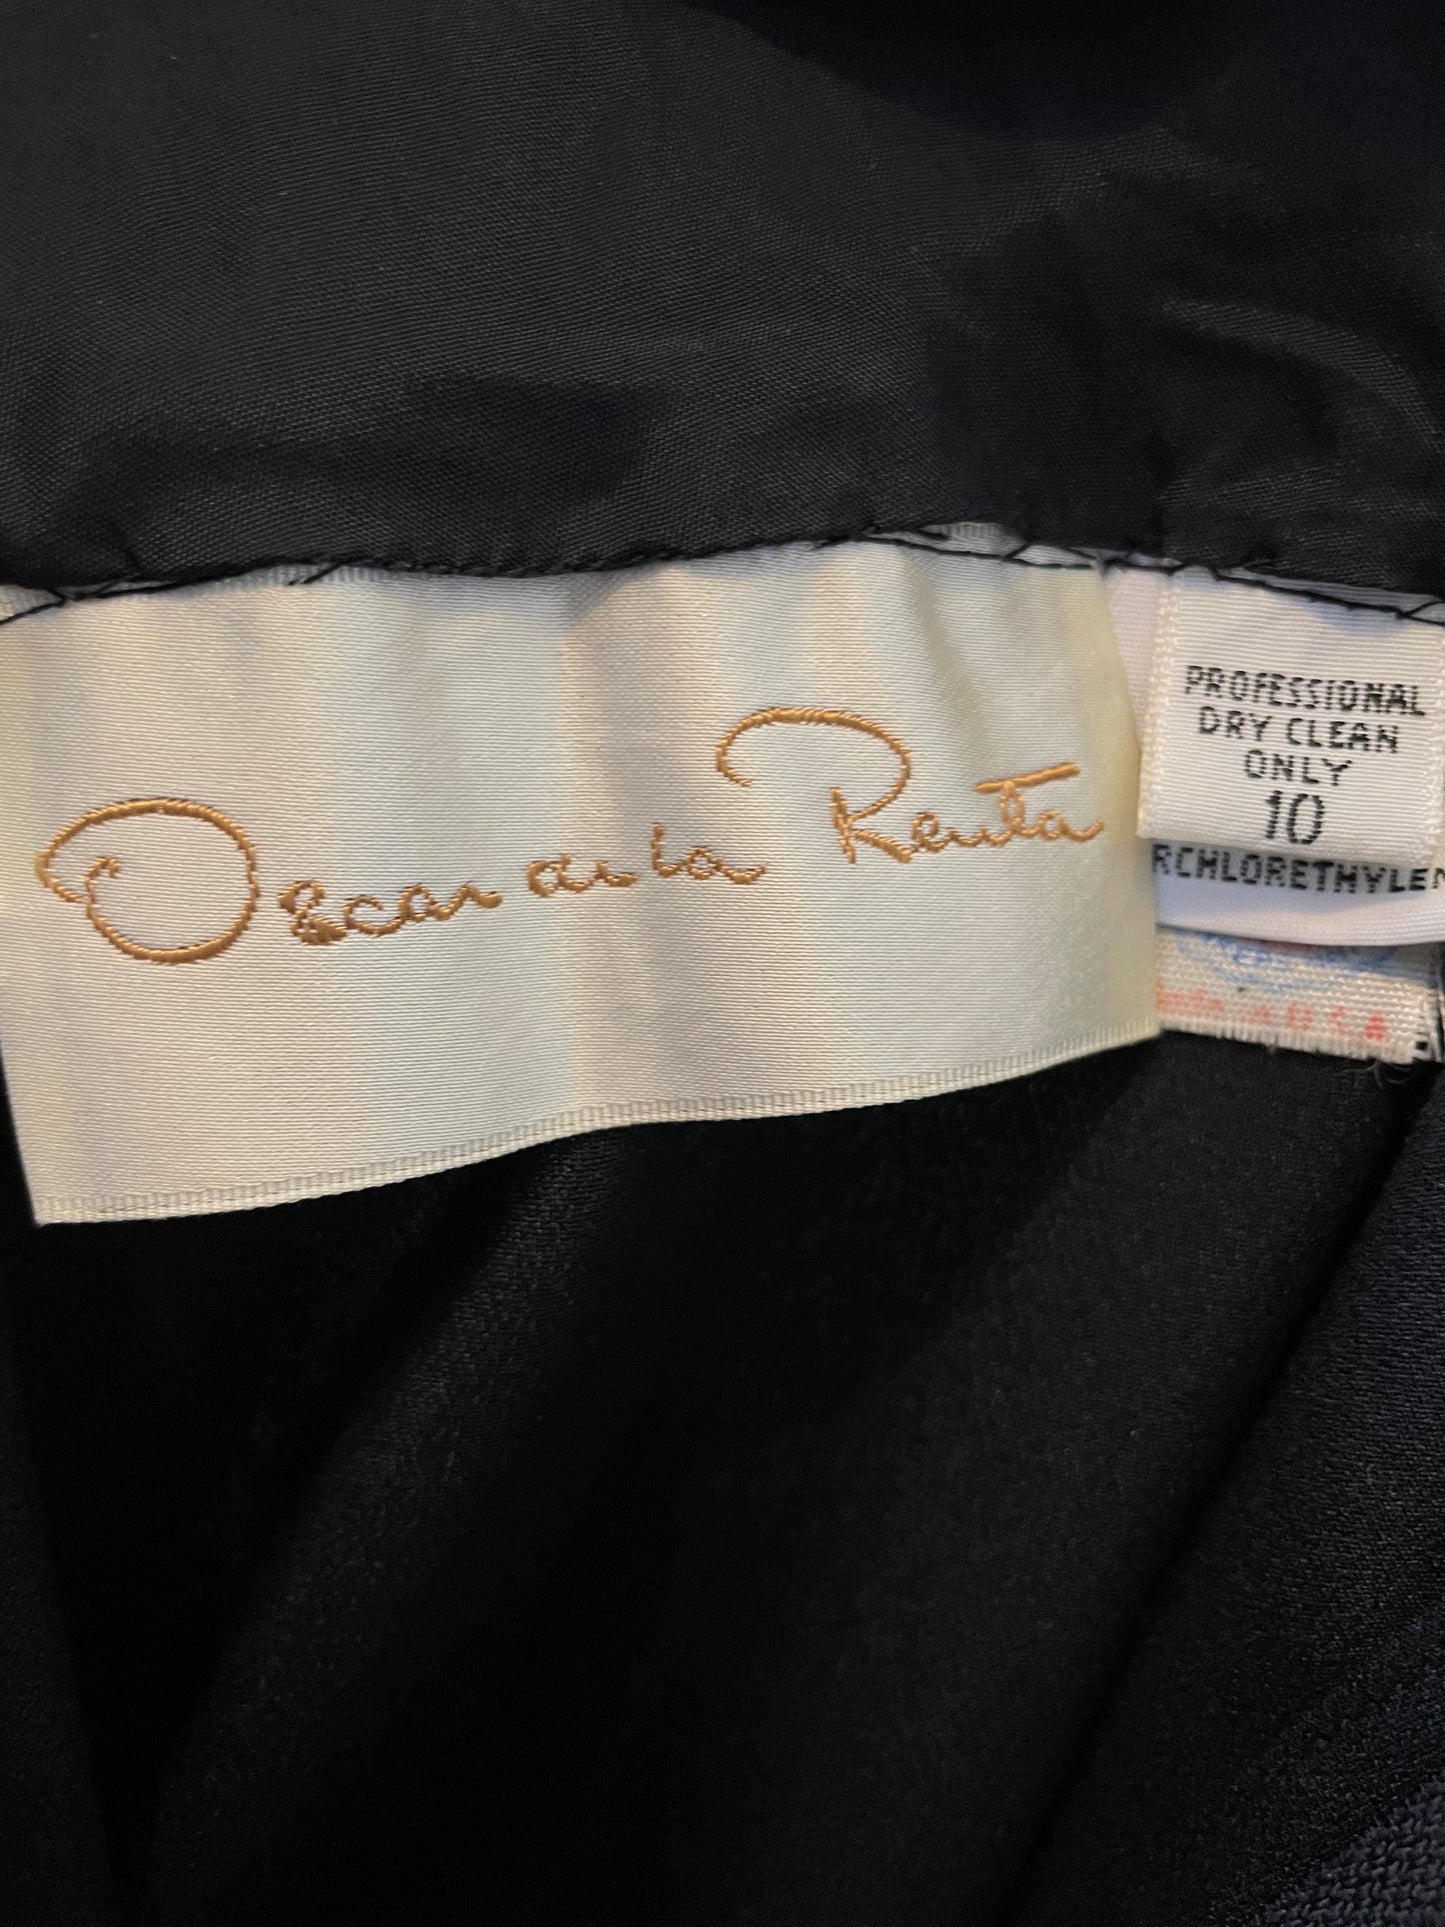 Oscar de la Renta
PROFESSIONAL
DRY CLEAN
ONLY
10
RCHLORETHYLEN